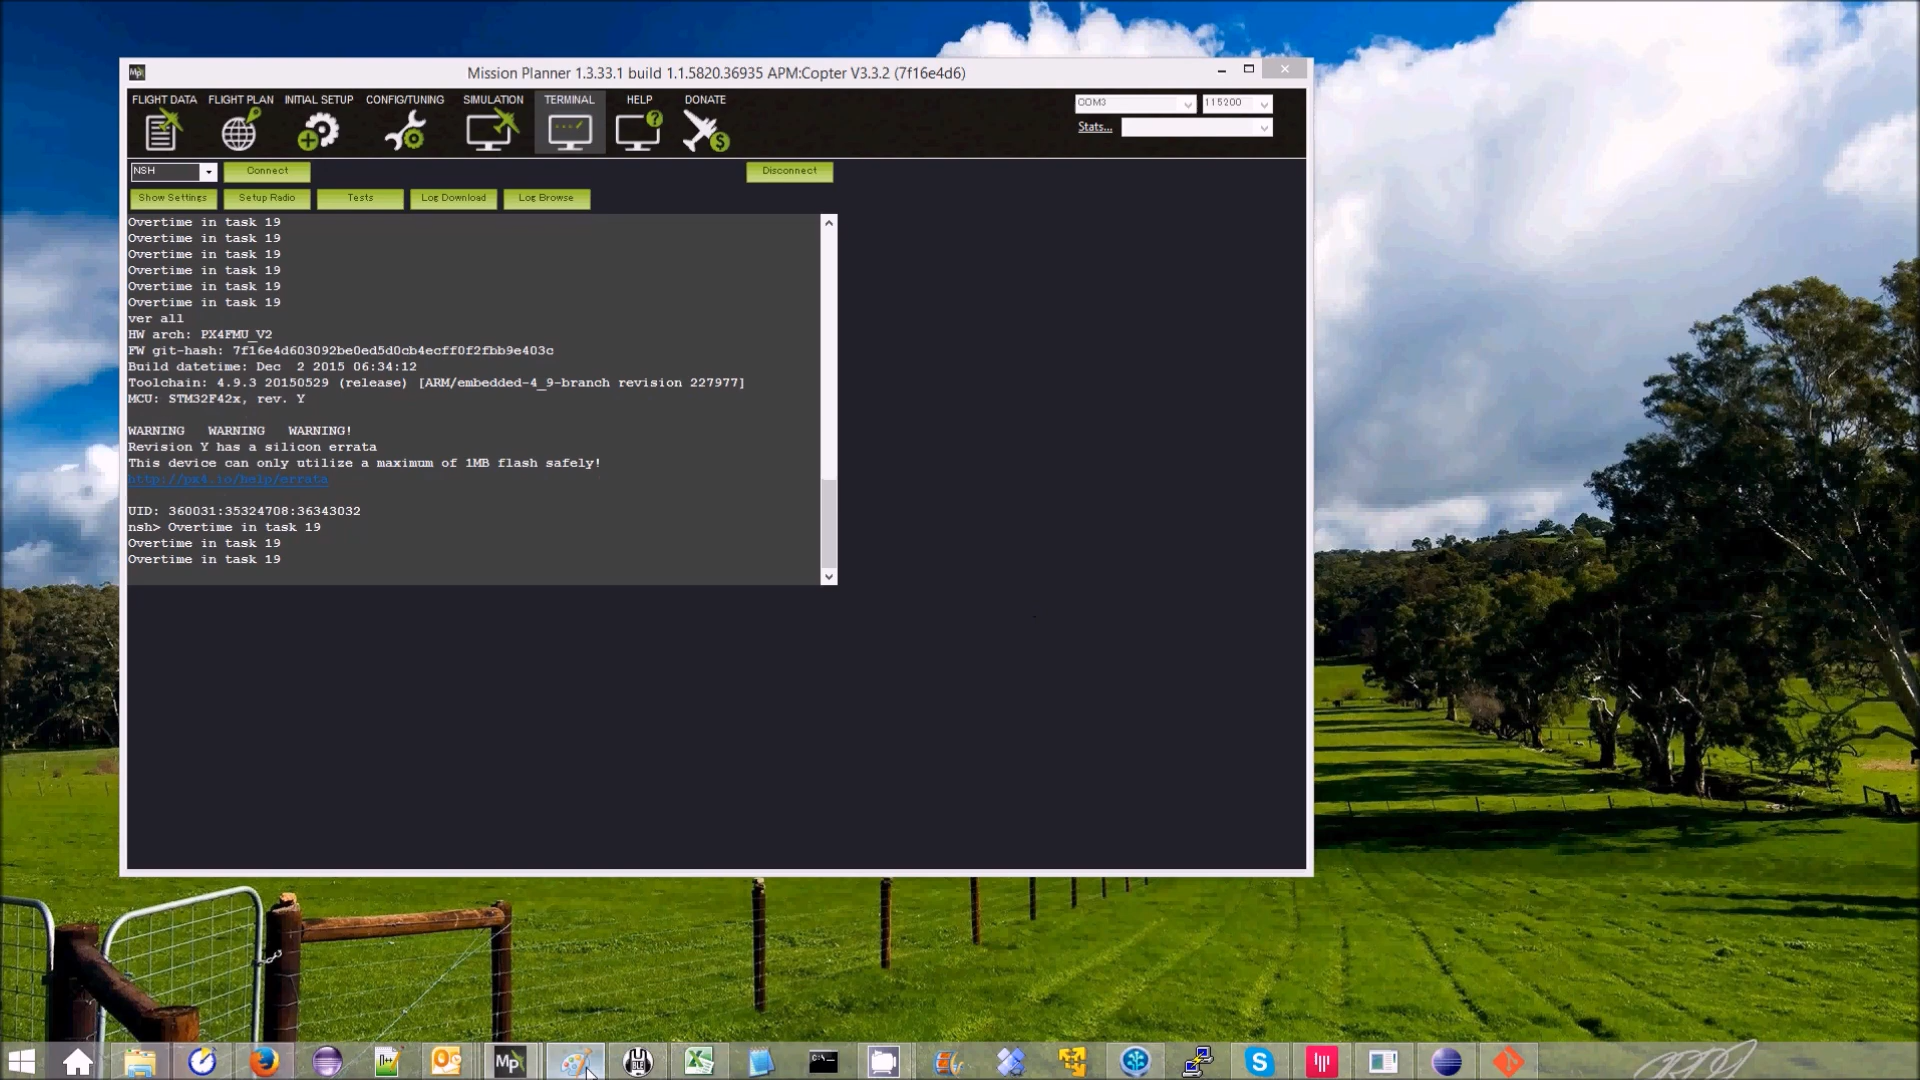 Mission Planner 1.3.33.1 build 1.1.5820.36935 APM:Copter V3.3.2 (7f16e4d6)
FLIGHT DATA FLIGHT PLAN INITIAL SETUP CONFIG/TUNING SIMULATION TERMINAL HELP DONATE
COM3 115200
Stats...
NSH Connect Disconnect
Show Settings Setup Radio Tests Log Download Log Browse
Overtime in task 19
Overtime in task 19
Overtime in task 19
Overtime in task 19
Overtime in task 19
Overtime in task 19
ver all
HW arch: PX4FMU_V2
FW git-hash: 7f16e4d603092be0ed5d0cb4ecff0f2fbb9e403c
Build datetime: Dec  2 2015 06:34:12
Toolchain: 4.9.3 20150529 (release) [ARM/embedded-4_9-branch revision 227977]
MCU: STM32F42x, rev. Y
WARNING   WARNING   WARNING!
Revision Y has a silicon errata
This device can only utilize a maximum of 1MB flash safely!
http://px4.io/help/errata
UID: 360031:35324708:36343032
nsh> Overtime in task 19
Overtime in task 19
Overtime in task 19